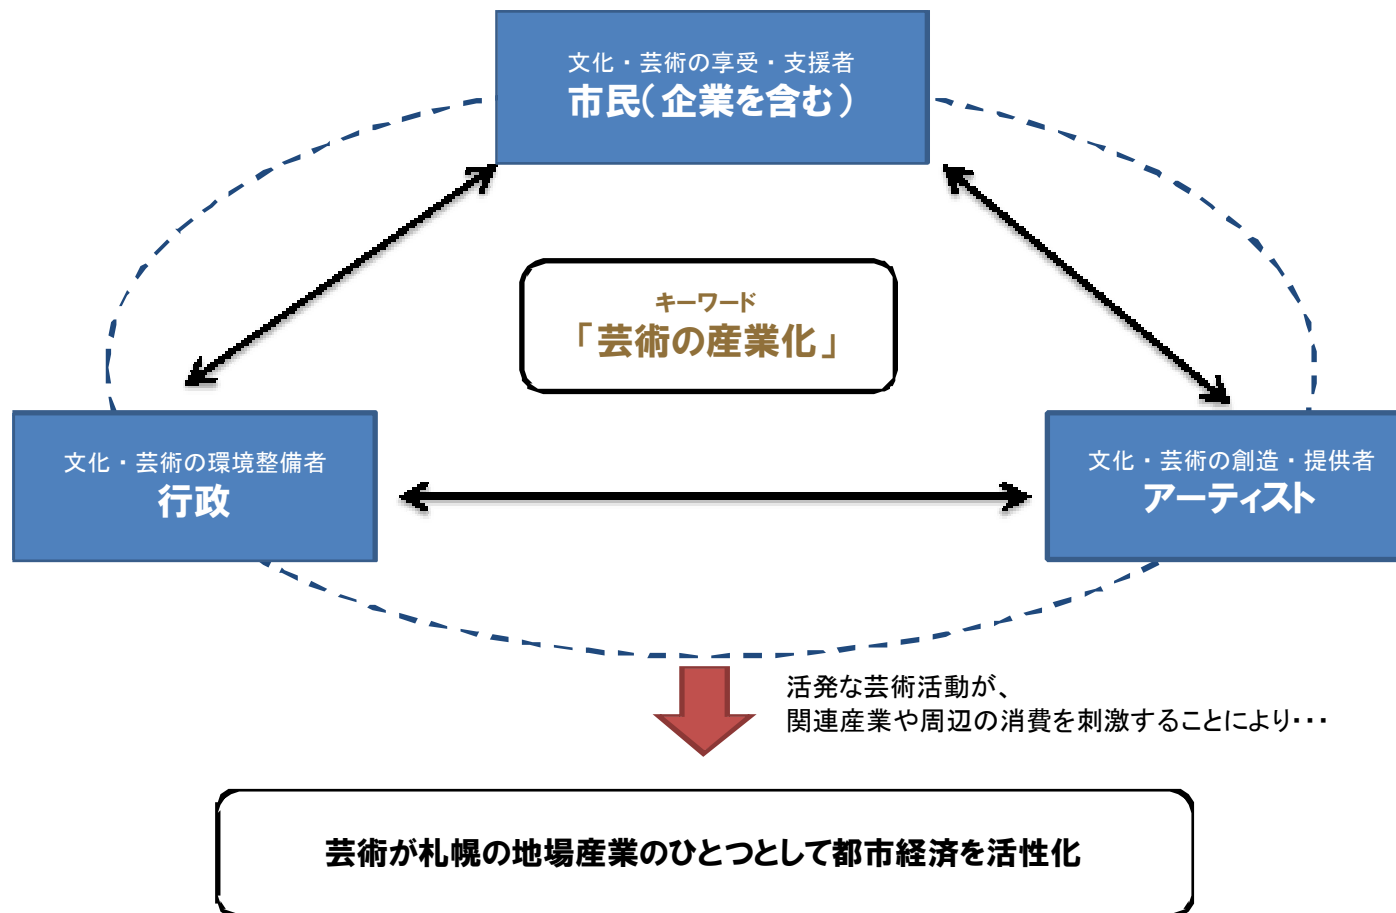 文化・芸術の享受・支援者
市民（企業を含む）
キーワード
「芸術の産業化」
文化・芸術の環境整備者
行政
文化・芸術の創造・提供者
アーティスト
活発な芸術活動が、
関連産業や周辺の消費を刺激することにより・・・
芸術が札幌の地場産業のひとつとして都市経済を活性化